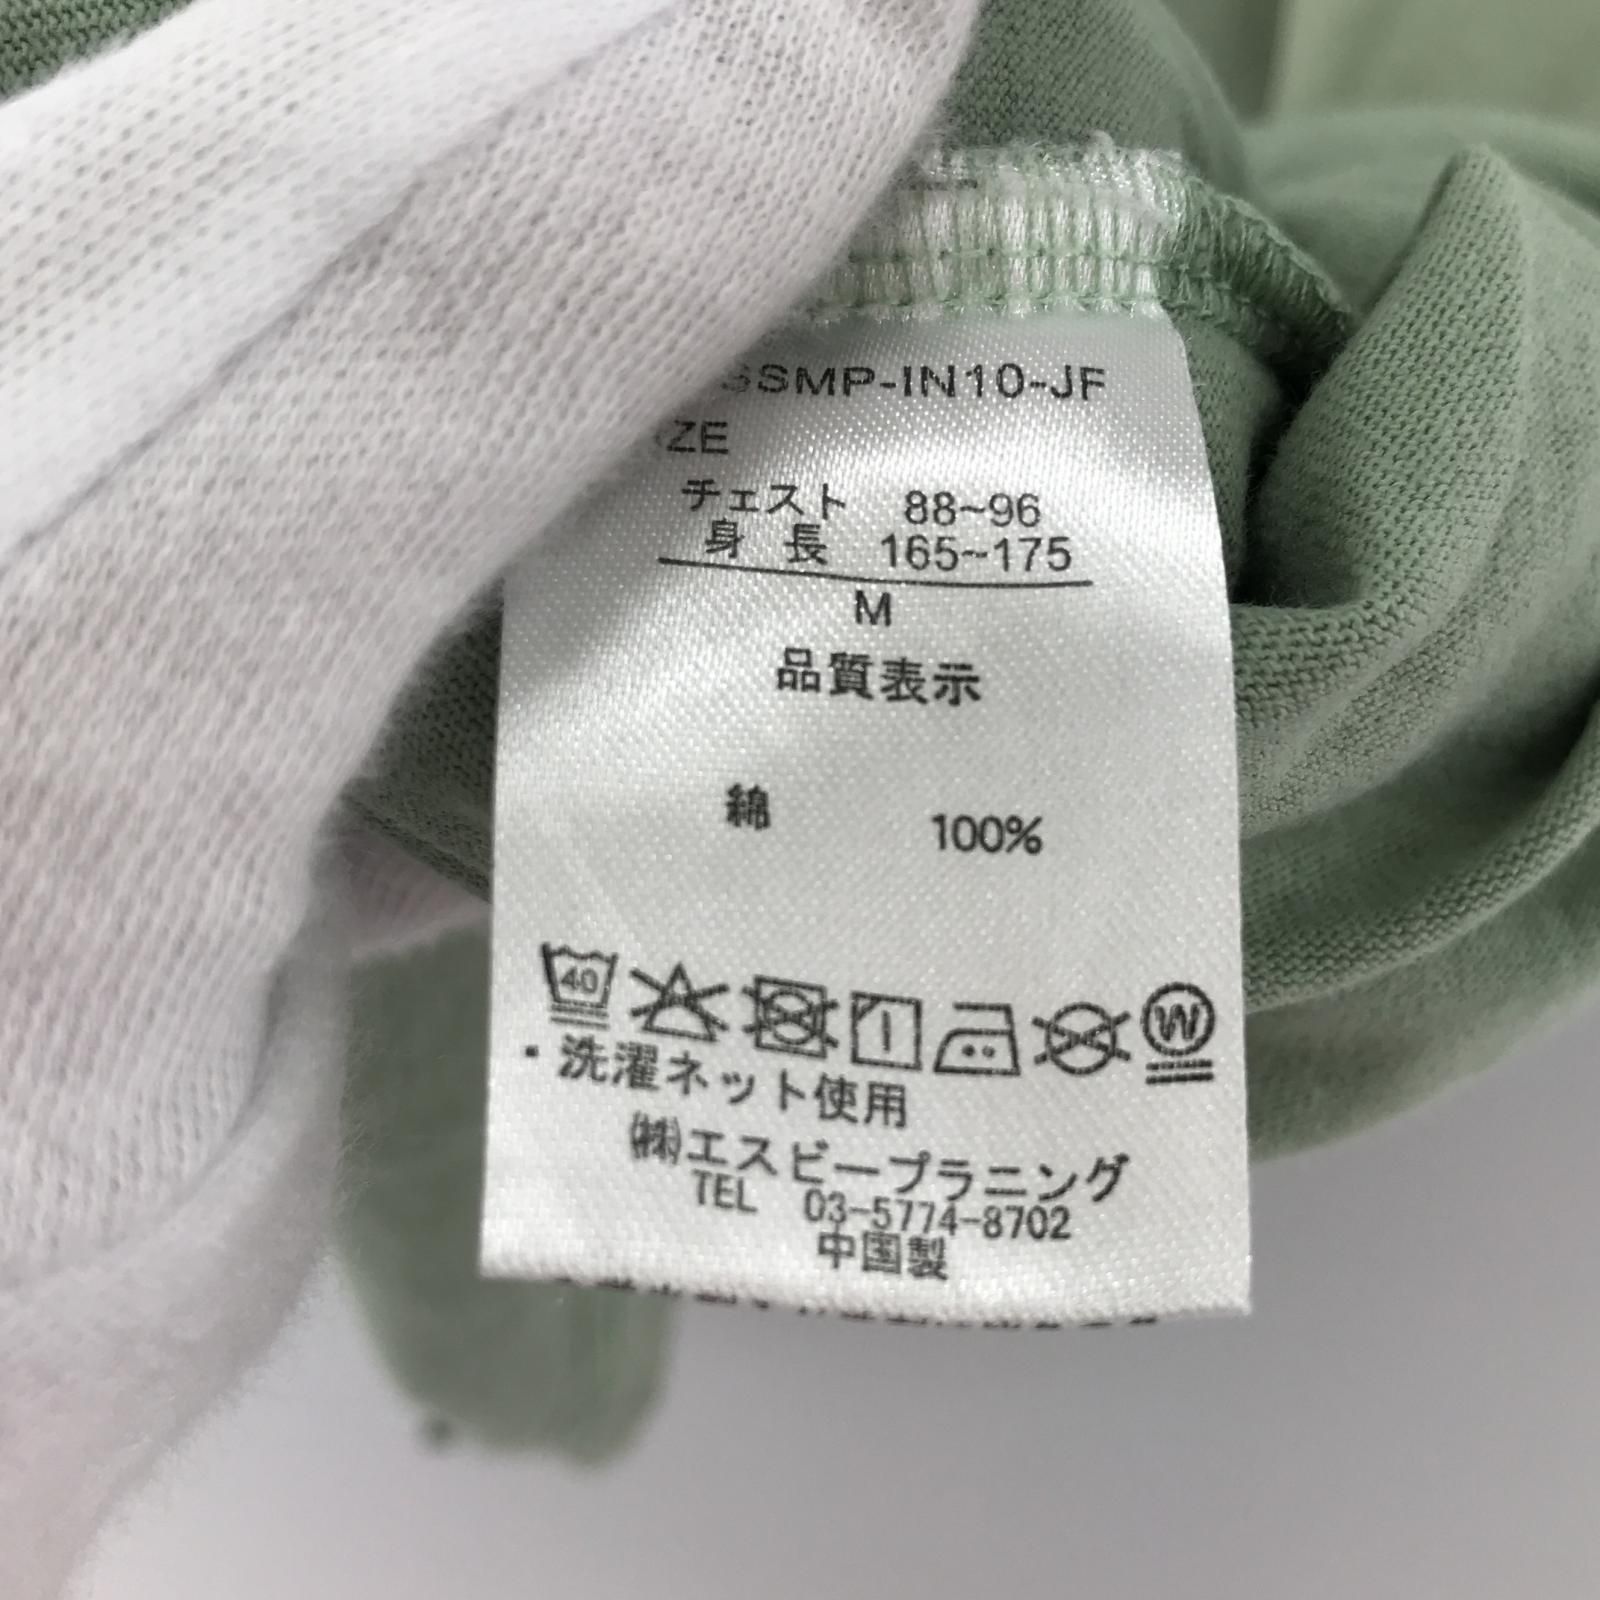 SSMP-IN10-JF
ZE
チェスト 88~96
身 長 165~175
M
品質表示
綿 100%
40 W
・洗濯ネット使用
㈱エスビープラニング
TEL 03-5774-8702
中国製